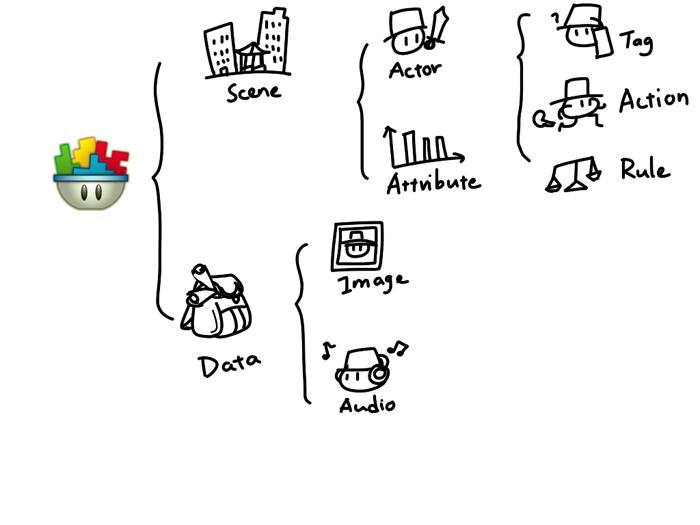 Scene
Actor
Tag
Action
Attribute
Rule
Image
Data
Audio